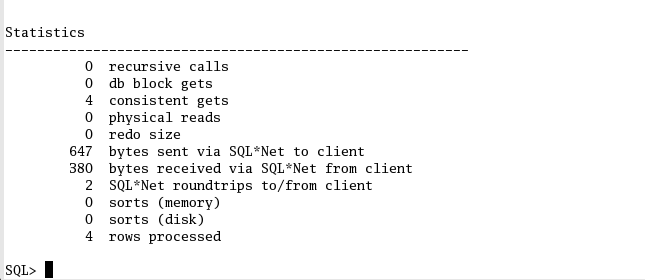 Statistics
----------------------------------------------------------
0 recursive calls
0 db block gets
4 consistent gets
0 physical reads
0 redo size
647 bytes sent via SQL*Net to client
380 bytes received via SQL*Net from client
2 SQL*Net roundtrips to/from client
0 sorts (memory)
0 sorts (disk)
4 rows processed
SQL>